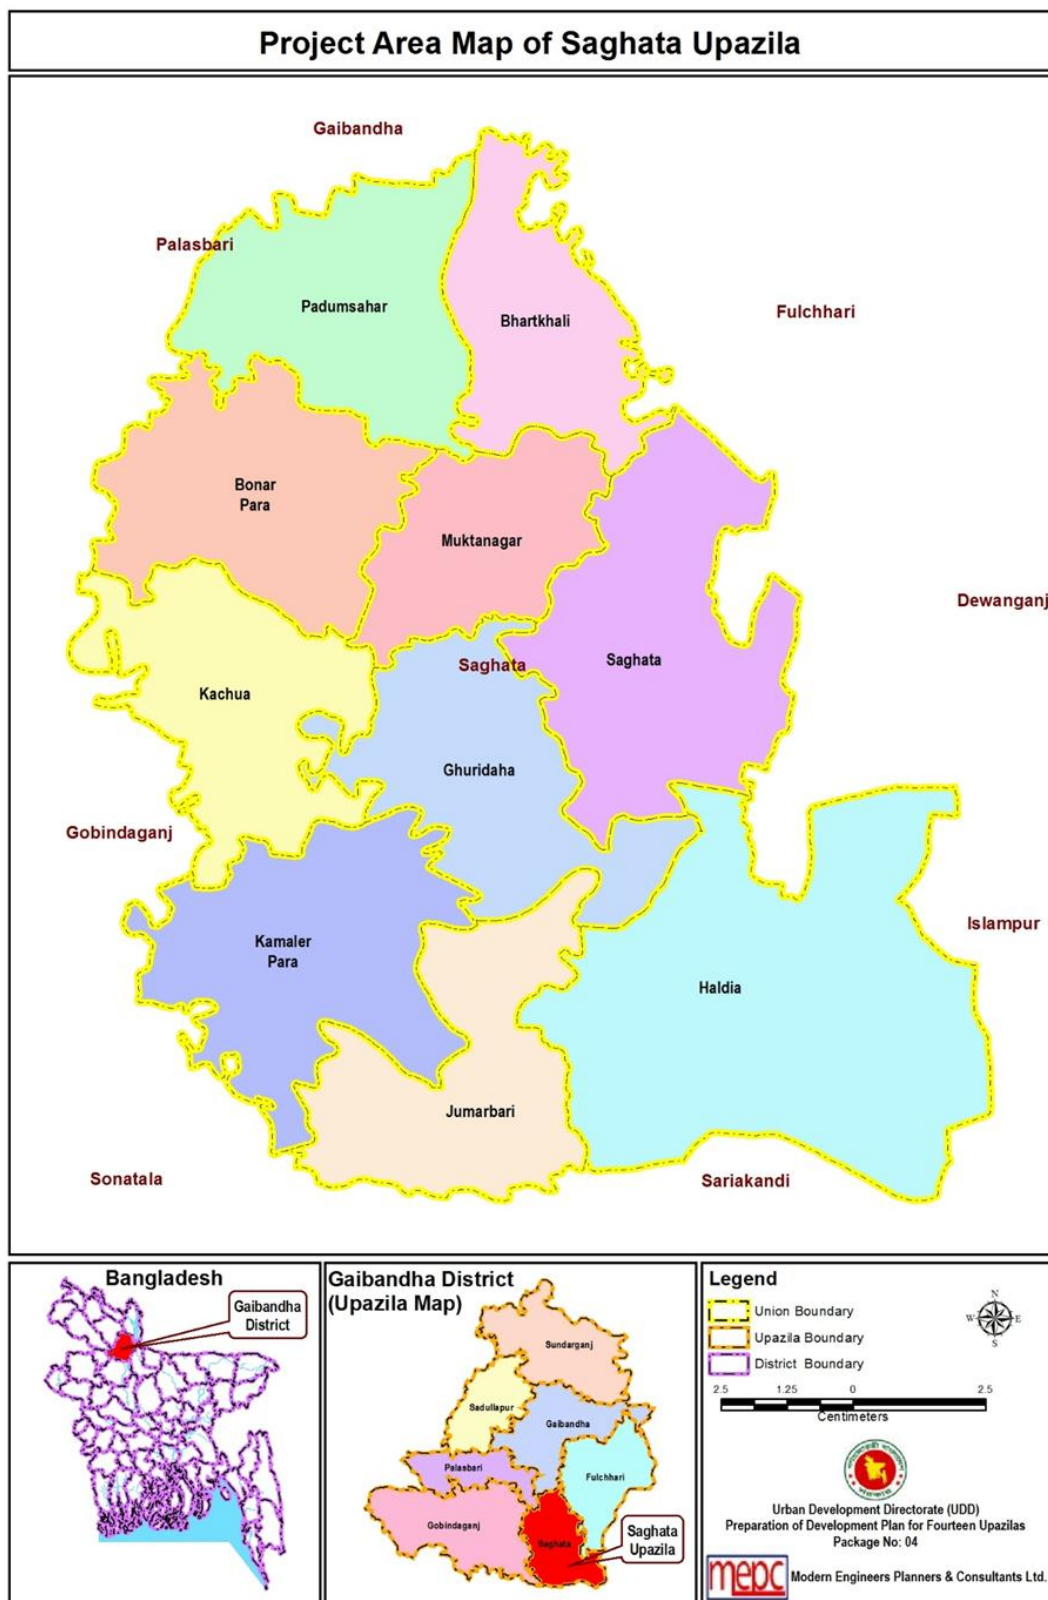 Project Area Map of Saghata Upazila
Gaibandha
Palasbari
Padumsahar
Bhartkhali
Fulchhari
Bonar
Para
Muktanagar
Dewanganj
Saghata
Saghata
Kachua
Ghuridaha
Gobindaganj
Islampur
Kamaler
Para
Haldia
Jumarbari
Sonatala
Sariakandi
Bangladesh
Gaibandha
District
Gaibandha District
(Upazila Map)
Sundarganj
Sadullapur
Gaibandha
Palasbari
Fulchhari
Gobindaganj
Saghata
Saghata
Upazila
Legend
Union Boundary
Upazila Boundary
District Boundary
N
W E
S
2.5 1.25 0 2.5
Centimeters
Urban Development Directorate (UDD)
Preparation of Development Plan for Fourteen Upazilas
Package No: 04
mepc Modern Engineers Planners & Consultants Ltd.